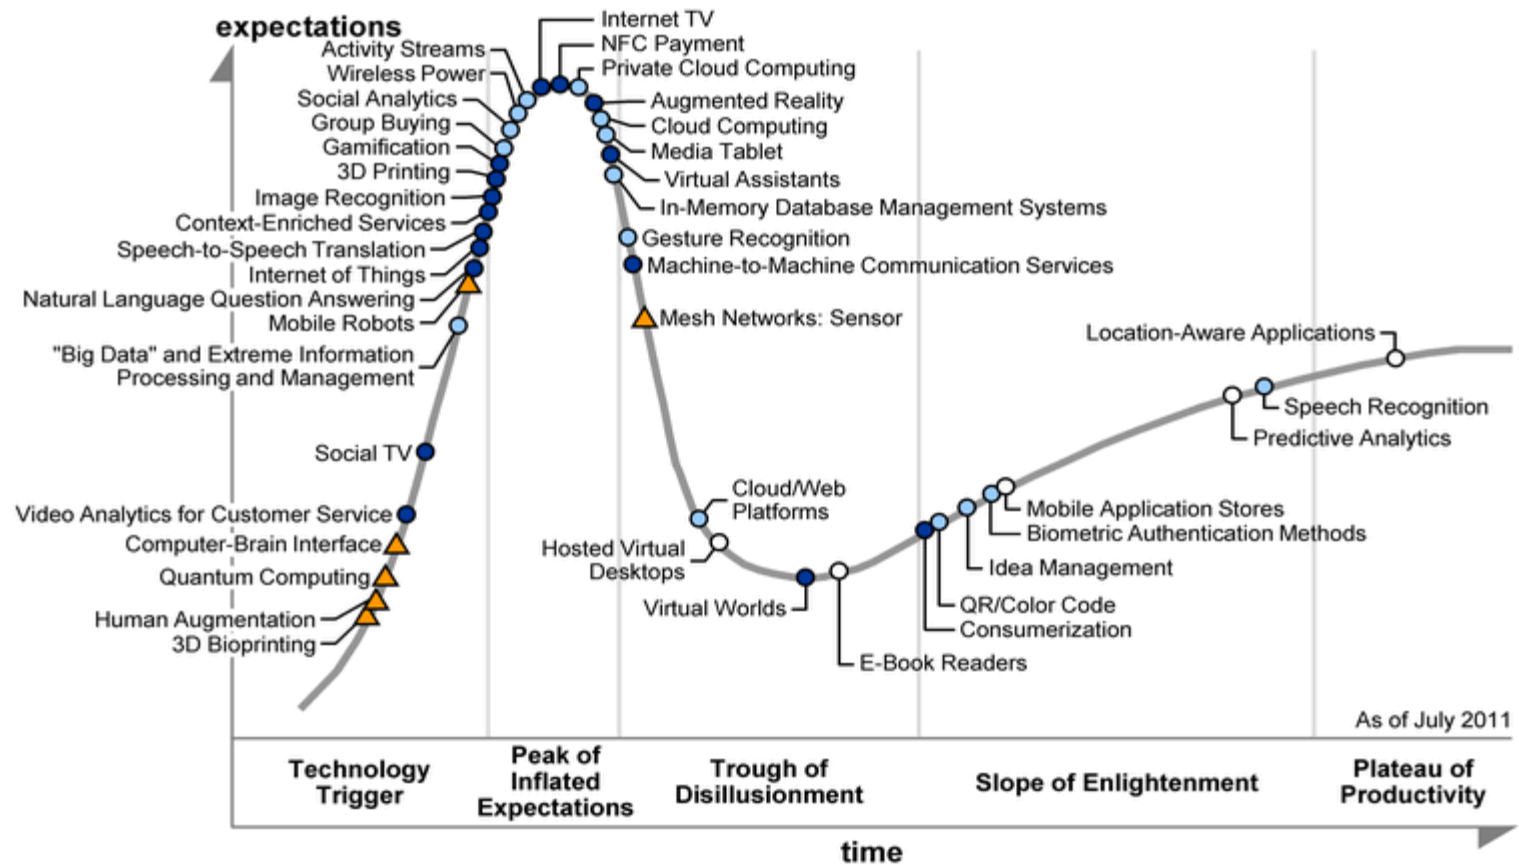 expectations
Activity Streams
Wireless Power
Social Analytics
Group Buying
Gamification
3D Printing
Image Recognition
Context-Enriched Services
Speech-to-Speech Translation
Internet of Things
Natural Language Question Answering
Mobile Robots
"Big Data" and Extreme Information
Processing and Management
Social TV
Video Analytics for Customer Service
Computer-Brain Interface
Quantum Computing
Human Augmentation
3D Bioprinting
Internet TV
NFC Payment
Private Cloud Computing
Augmented Reality
Cloud Computing
Media Tablet
Virtual Assistants
In-Memory Database Management Systems
Gesture Recognition
Machine-to-Machine Communication Services
Mesh Networks: Sensor
Cloud/Web
Platforms
Hosted Virtual
Desktops
Virtual Worlds
E-Book Readers
Consumerization
QR/Color Code
Idea Management
Biometric Authentication Methods
Mobile Application Stores
Predictive Analytics
Speech Recognition
Location-Aware Applications
As of July 2011
Technology
Trigger
Peak of
Inflated
Expectations
Trough of
Disillusionment
Slope of Enlightenment
Plateau of
Productivity
time